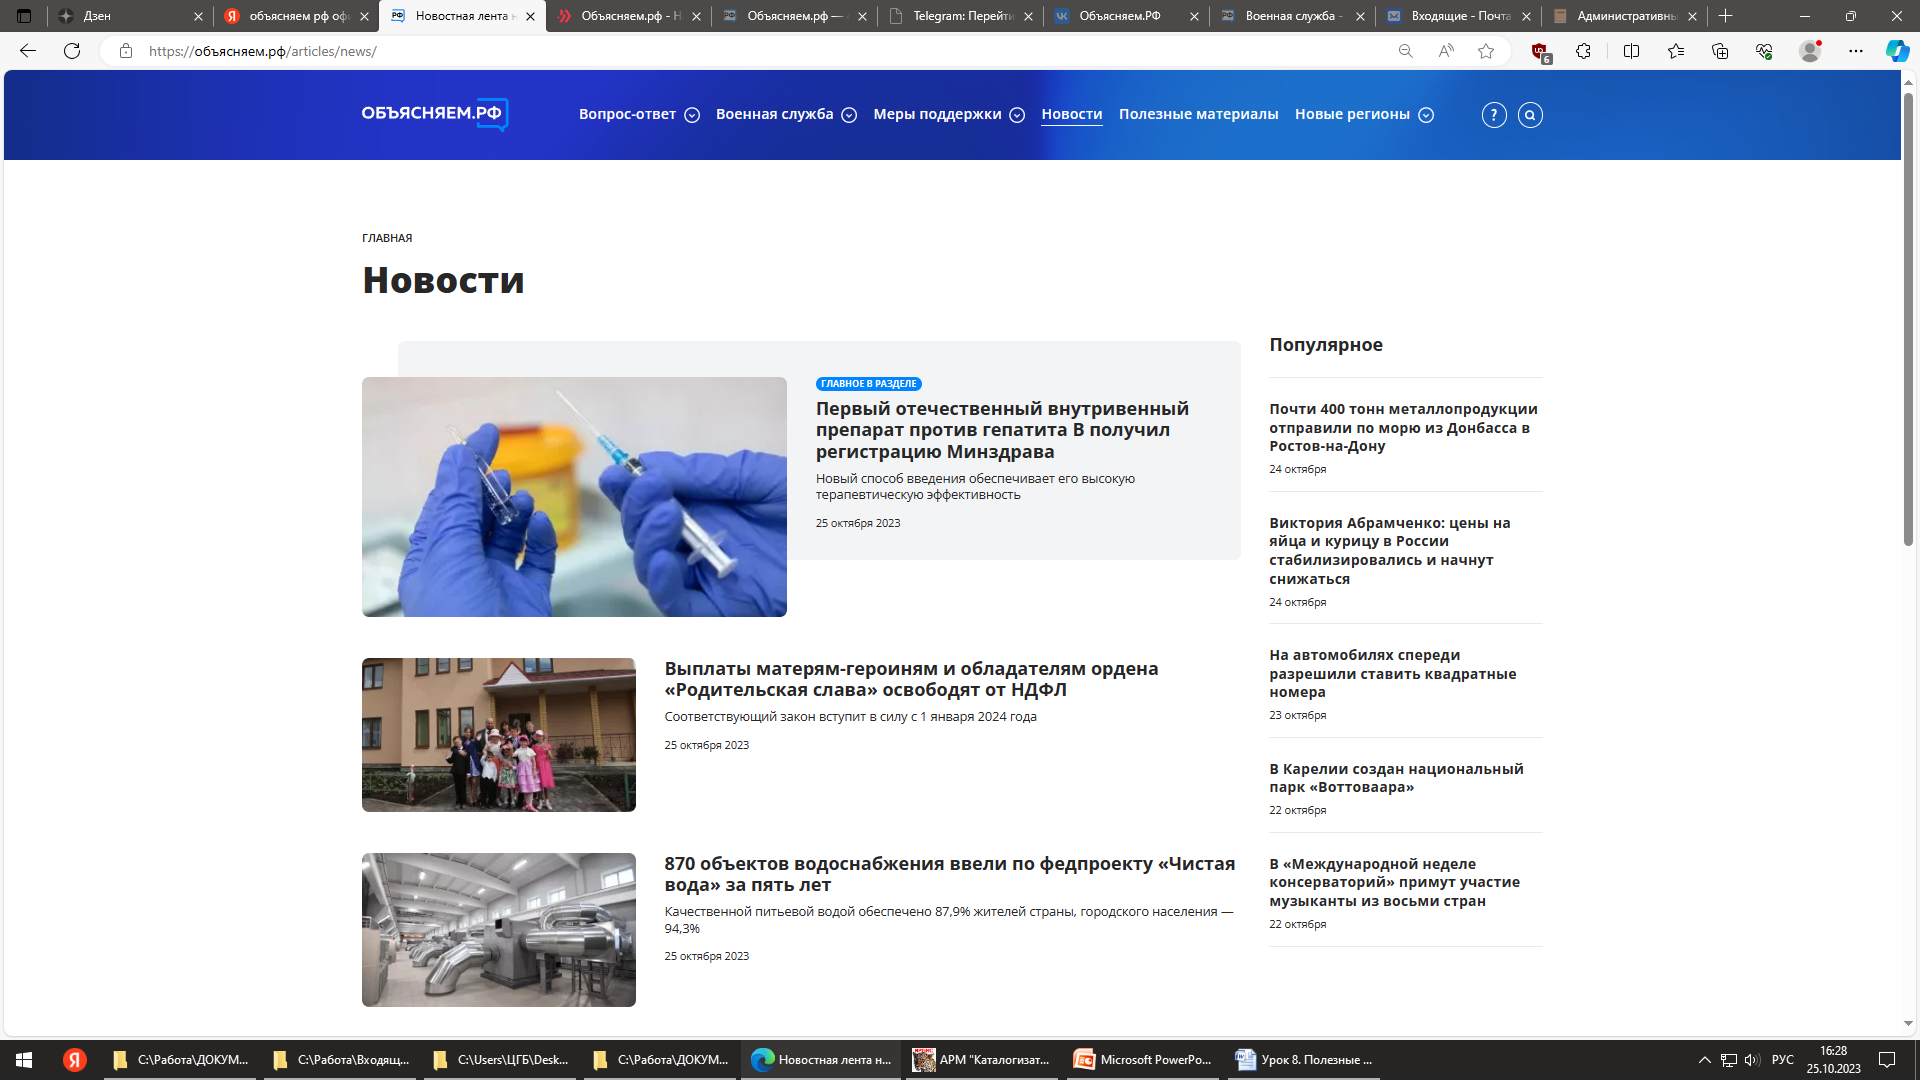 Дзен
объясняем рф офи
Новостная лента н
Объясняем.рф - Н
Объясняем.рф —
Telegram: Перейти
Объясняем.РФ
Военная служба -
Входящие - Почта
Административны
https://объясняем.рф/articles/news/
6
ОБЪЯСНЯЕМ.РФ
Вопрос-ответ
Военная служба
Меры поддержки
Новости
Полезные материалы
Новые регионы
?
ГЛАВНАЯ
Новости
ГЛАВНОЕ В РАЗДЕЛЕ
Первый отечественный внутривенный
препарат против гепатита В получил
регистрацию Минздрава
Новый способ введения обеспечивает его высокую
терапевтическую эффективность
25 октября 2023
Выплаты матерям-героиням и обладателям ордена
«Родительская слава» освободят от НДФЛ
Соответствующий закон вступит в силу с 1 января 2024 года
25 октября 2023
870 объектов водоснабжения ввели по федпроекту «Чистая
вода» за пять лет
Качественной питьевой водой обеспечено 87,9% жителей страны, городского населения —
94,3%
25 октября 2023
Популярное
Почти 400 тонн металлопродукции
отправили по морю из Донбасса в
Ростов-на-Дону
24 октября
Виктория Абрамченко: цены на
яйца и курицу в России
стабилизировались и начнут
снижаться
24 октября
На автомобилях спереди
разрешили ставить квадратные
номера
23 октября
В Карелии создан национальный
парк «Воттоваара»
22 октября
В «Международной неделе
консерваторий» примут участие
музыканты из восьми стран
22 октября
Я
C:\Работа\ДОКУМ...
C:\Работа\Входящ...
C:\Users\ЦГБ\Desk...
C:\Работа\ДОКУМ...
Новостная лента н...
АРМ "Каталогизат...
Microsoft PowerPo...
Урок 8. Полезные ...
РУС
16:28
25.10.2023